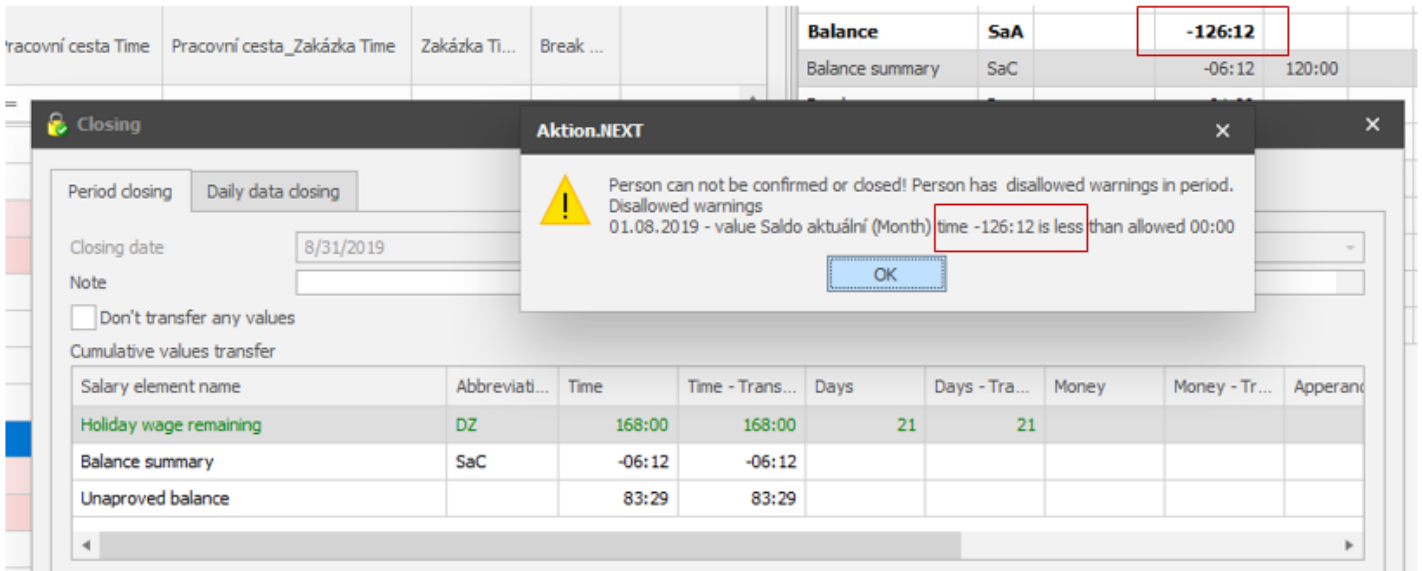 Balance SaA -126:12
Pracovní cesta Time Pracovní cesta_Zakázka Time Zakázka Ti... Break ...
Balance summary SaC -06:12 120:00
=
Closing
Aktion.NEXT
Period closing Daily data closing
Person can not be confirmed or closed! Person has disallowed warnings in period.
Disallowed warnings
01.08.2019 - value Saldo aktuální (Month) time -126:12 is less than allowed 00:00
Closing date 8/31/2019
OK
Note
Don't transfer any values
Cumulative values transfer
Salary element name Abbreviati... Time Time - Trans... Days Days - Tra... Money Money - Tr... Apperanc
Holiday wage remaining DZ 168:00 168:00 21 21
Balance summary SaC -06:12 -06:12
Unaproved balance 83:29 83:29